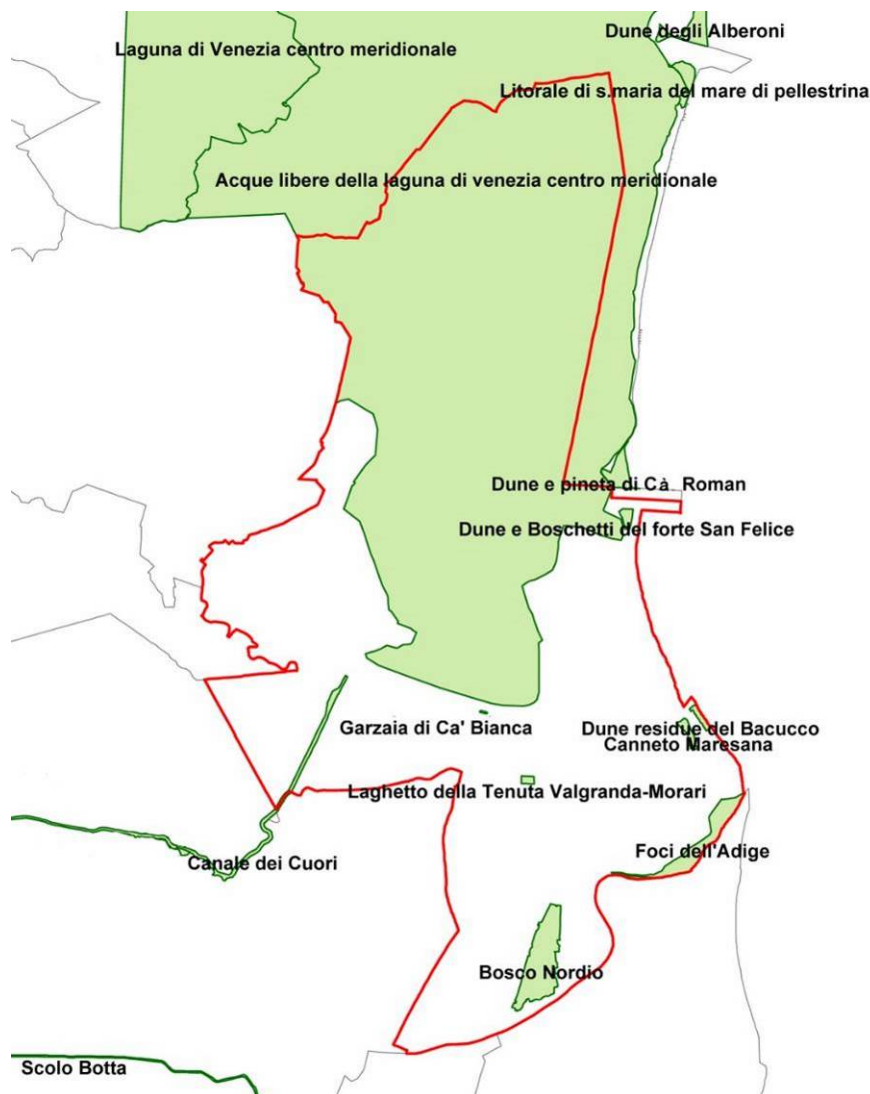 Dune degli Alberoni
Laguna di Venezia centro meridionale
Litorale di s.maria del mare di pellestrina
Acque libere della laguna di venezia centro meridionale
Dune e pineta di Cà Roman
Dune e Boschetti del forte San Felice
Garzaia di Ca' Bianca
Dune residue del Bacucco
Canneto Maresana
Laghetto della Tenuta Valgranda-Morari
Canale dei Cuori
Foci dell'Adige
Bosco Nordio
Scolo Botta